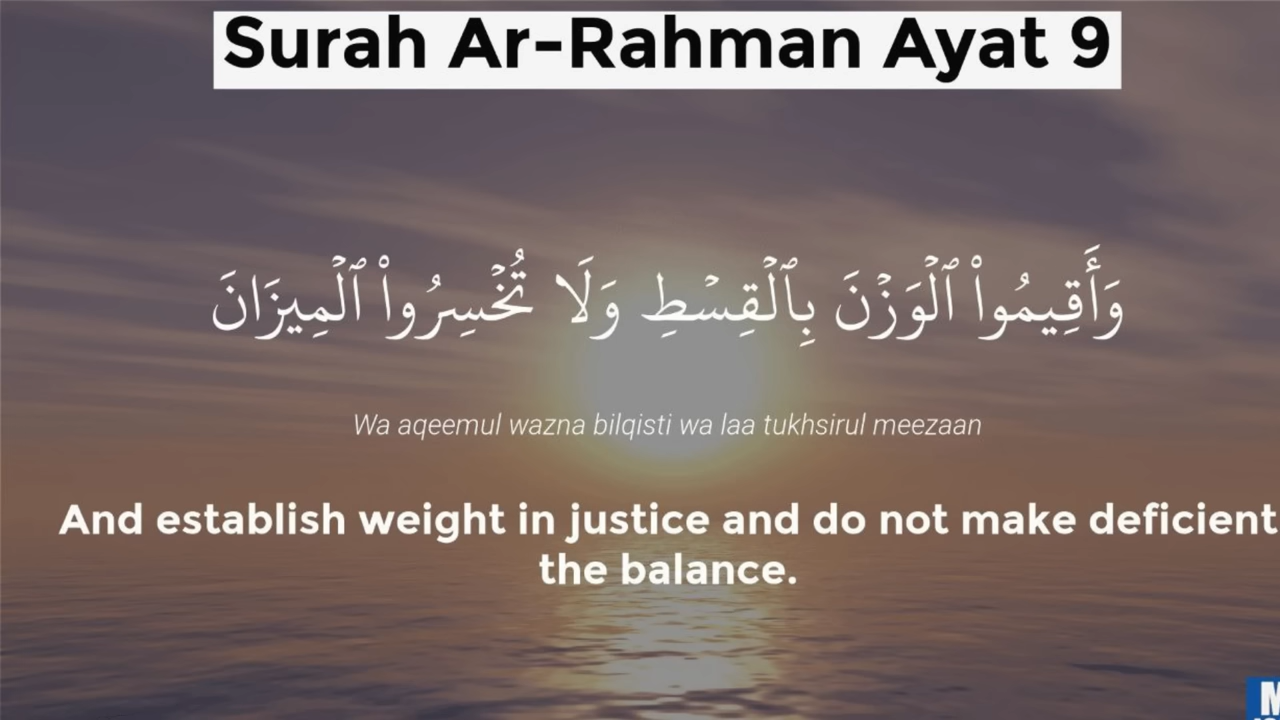 Surah Ar-Rahman Ayat 9
وَأَقِيمُوا۟ ٱلْوَزْنَ بِٱلْقِسْطِ وَلَا تُخْسِرُوا۟ ٱلْمِيزَانَ
Wa aqeemul wazna bilqisti wa laa tukhsirul meezaan
And establish weight in justice and do not make deficient
the balance.